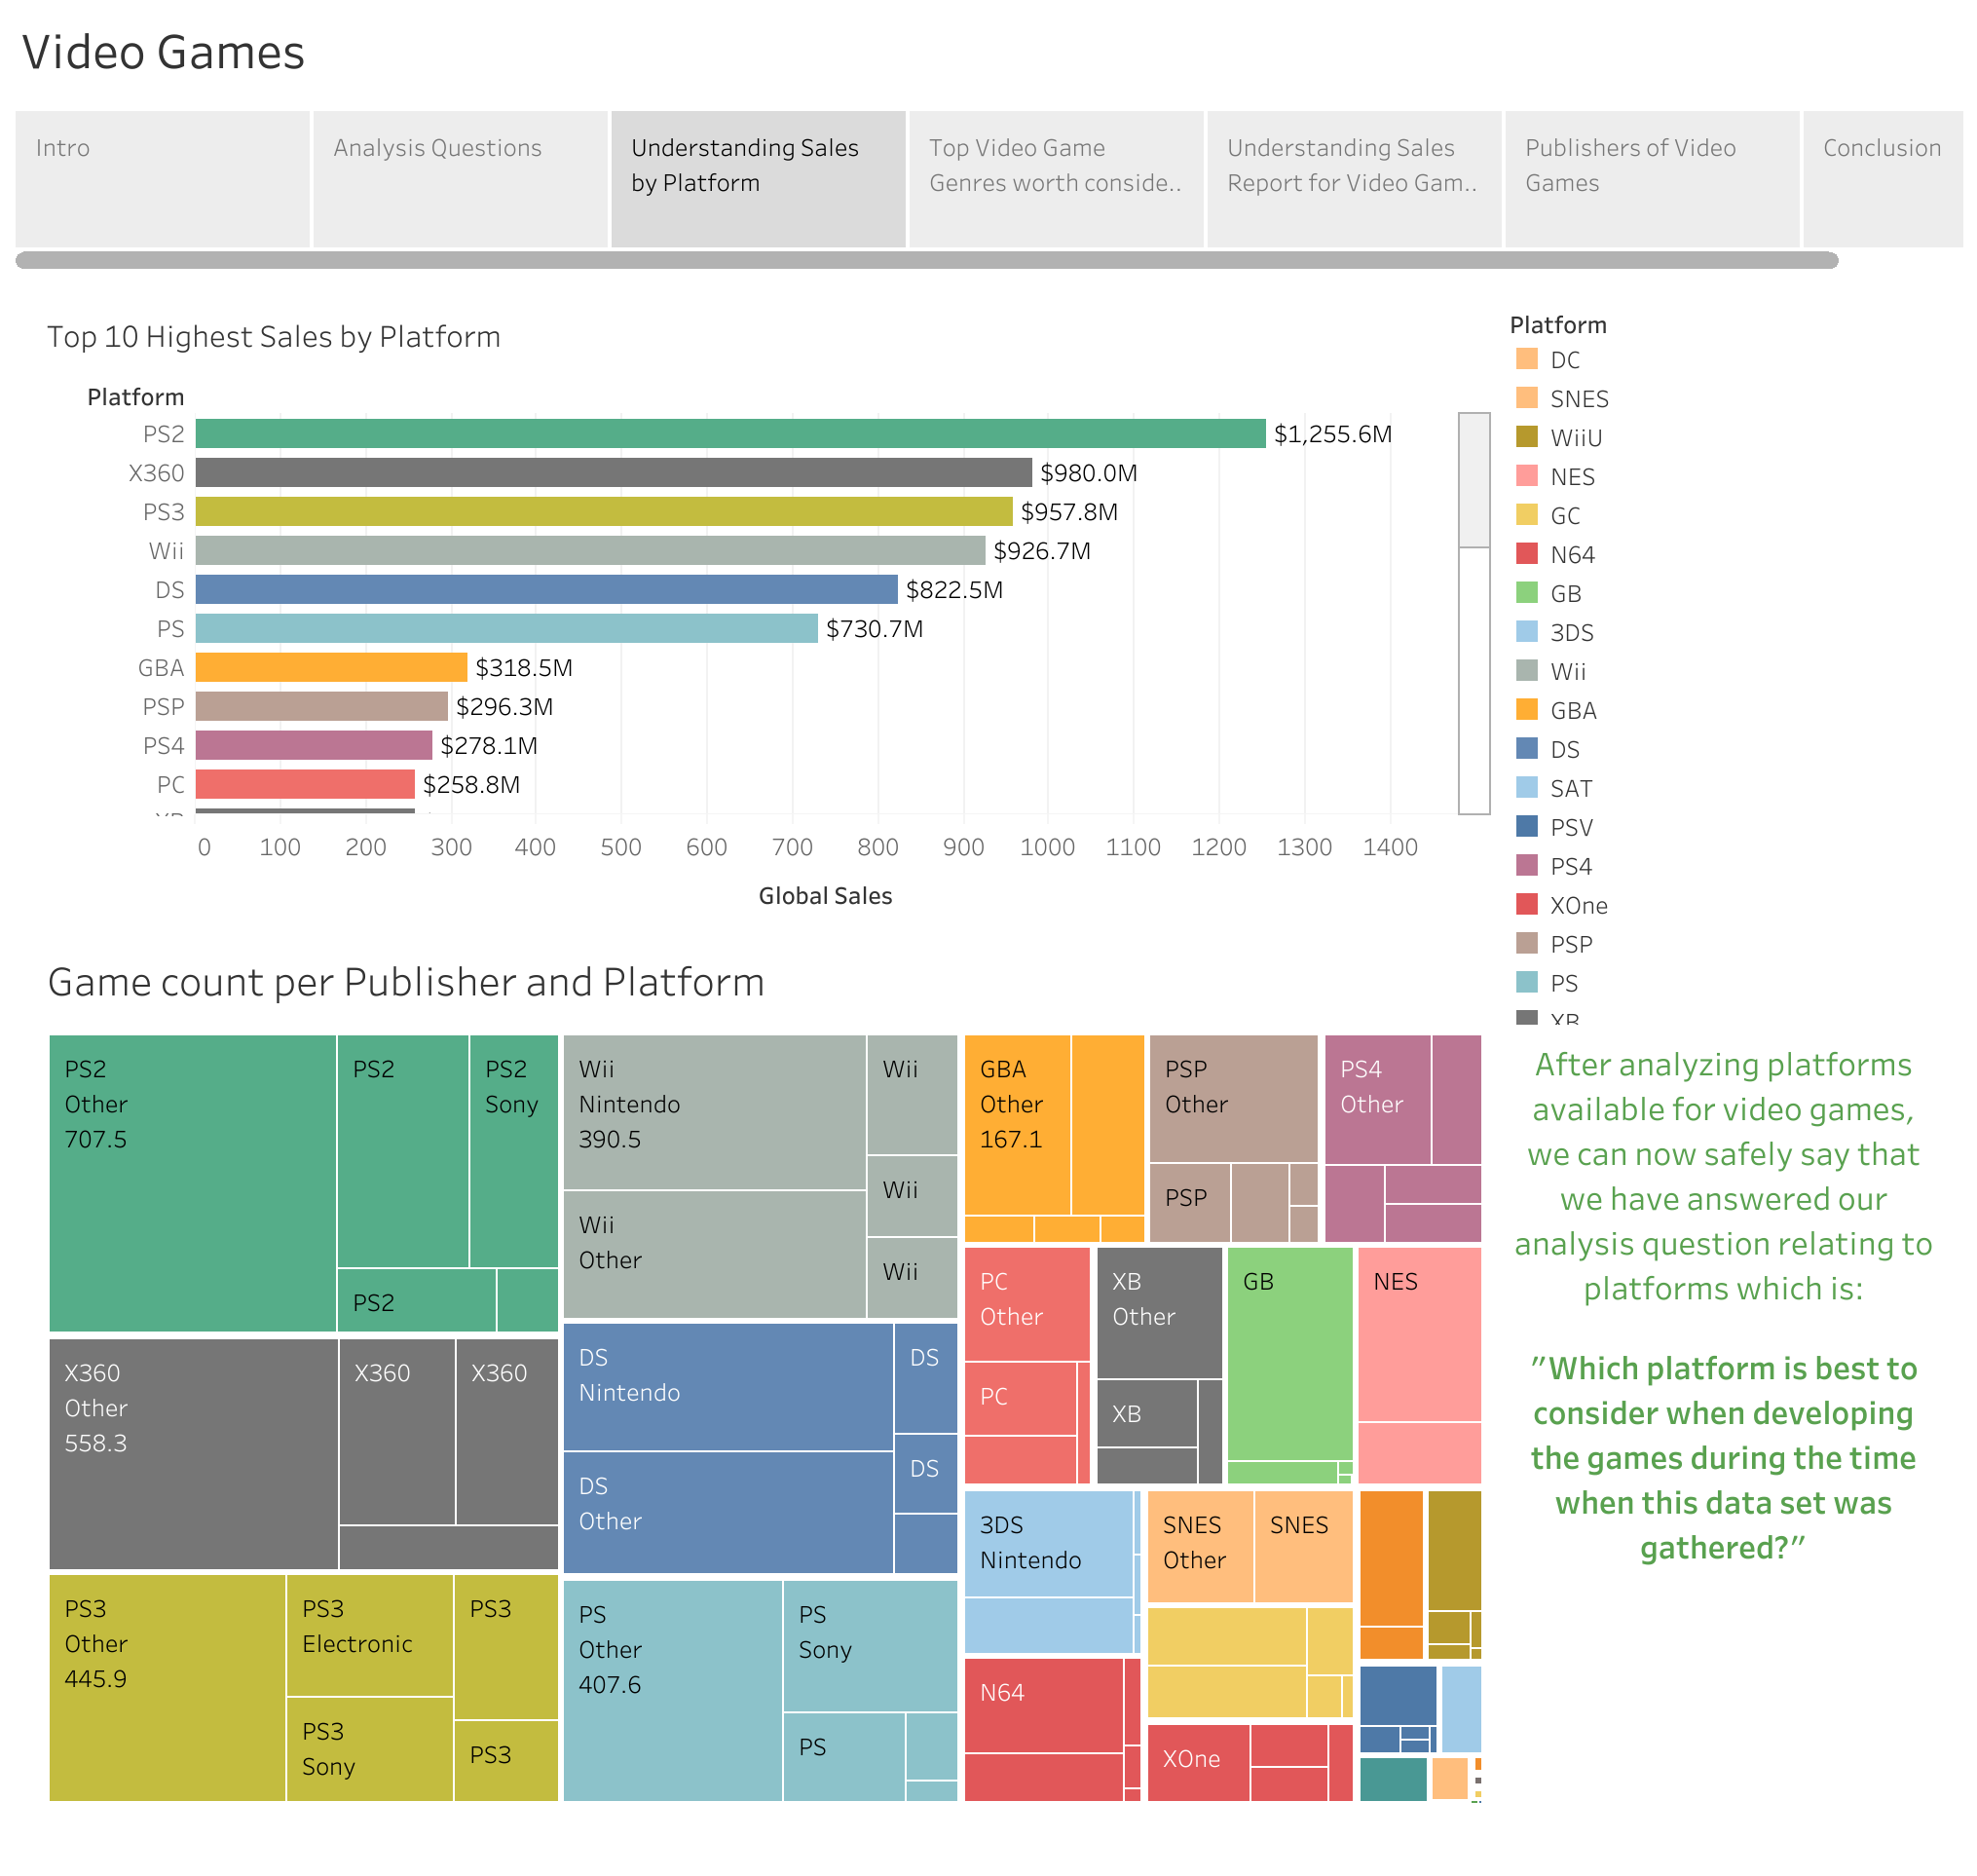 Video Games
Intro
Analysis Questions
Understanding Sales
by Platform
Top Video Game
Genres worth conside..
Understanding Sales
Report for Video Gam..
Publishers of Video
Games
Conclusion
Top 10 Highest Sales by Platform
Platform
PS2 $1,255.6M
X360 $980.0M
PS3 $957.8M
Wii $926.7M
DS $822.5M
PS $730.7M
GBA $318.5M
PSP $296.3M
PS4 $278.1M
PC $258.8M
0 100 200 300 400 500 600 700 800 900 1000 1100 1200 1300 1400
Global Sales
Platform
DC
SNES
WiiU
NES
GC
N64
GB
3DS
Wii
GBA
DS
SAT
PSV
PS4
XOne
PSP
PS
Game count per Publisher and Platform
PS2
Other
707.5
PS2
PS2
Sony
PS2
X360
Other
558.3
X360
X360
PS3
Other
445.9
PS3
Electronic
PS3
Sony
PS3
PS3
Wii
Nintendo
390.5
Wii
Other
Wii
Wii
Wii
DS
Nintendo
DS
Other
DS
DS
PS
Other
407.6
PS
Sony
PS
GBA
Other
167.1
PSP
Other
PSP
PS4
Other
PC
Other
PC
XB
Other
XB
GB
NES
3DS
Nintendo
SNES
Other
SNES
N64
XOne
After analyzing platforms
available for video games,
we can now safely say that
we have answered our
analysis question relating to
platforms which is:
"Which platform is best to
consider when developing
the games during the time
when this data set was
gathered?"